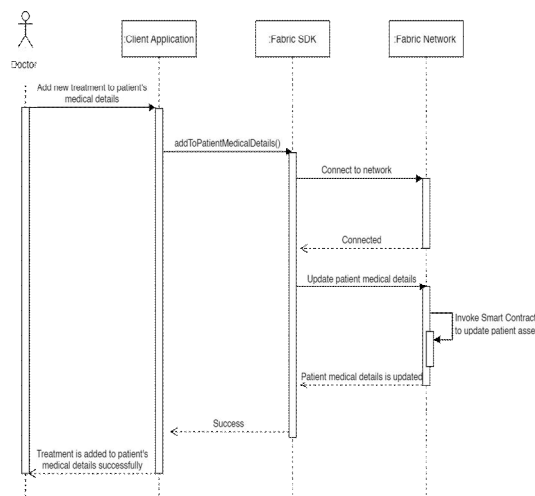 :Client Application
:Fabric SDK
:Fabric Network
Doctor
Add new treatment to patient's
medical details
addToPatientMedicalDetails()
Connect to network
Connected
Update patient medical details
Invoke Smart Contract
to update patient asse
Patient medical details is updated
Success
Treatment is added to patient's
medical details successfully